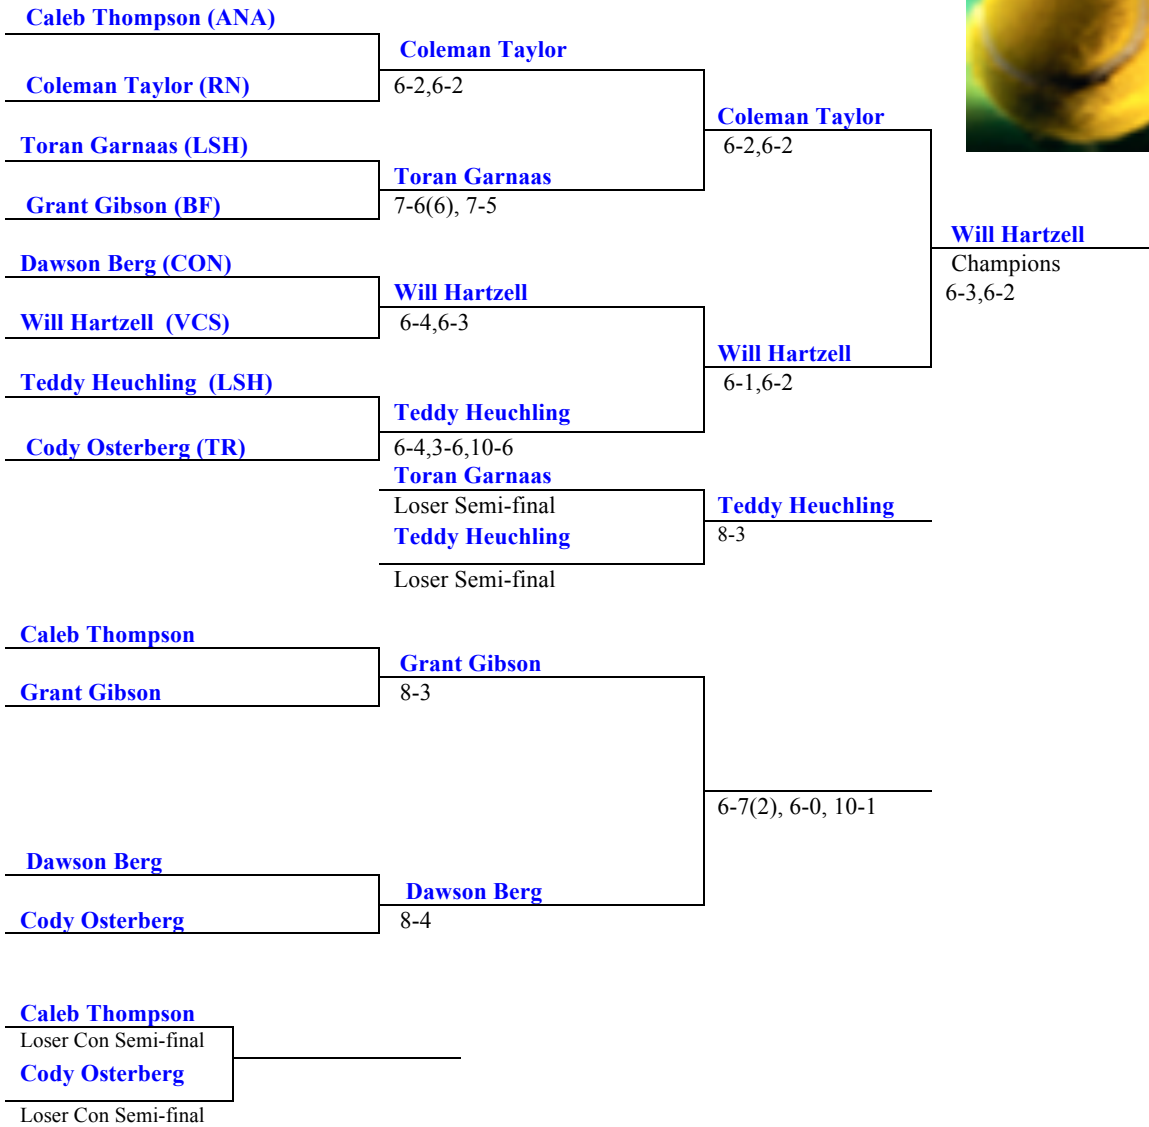 Caleb Thompson (ANA)
Coleman Taylor
Coleman Taylor (RN)
6-2,6-2
Coleman Taylor
6-2,6-2
Toran Garnaas (LSH)
Toran Garnaas
Grant Gibson (BF)
7-6(6), 7-5
Will Hartzell
Champions
6-3,6-2
Dawson Berg (CON)
Will Hartzell
Will Hartzell (VCS)
6-4,6-3
Will Hartzell
6-1,6-2
Teddy Heuchling (LSH)
Teddy Heuchling
Cody Osterberg (TR)
6-4,3-6,10-6
Toran Garnaas
Loser Semi-final
Teddy Heuchling
Teddy Heuchling
8-3
Loser Semi-final
Caleb Thompson
Grant Gibson
Grant Gibson
8-3
6-7(2), 6-0, 10-1
Dawson Berg
Dawson Berg
Cody Osterberg
8-4
Caleb Thompson
Loser Con Semi-final
Cody Osterberg
Loser Con Semi-final